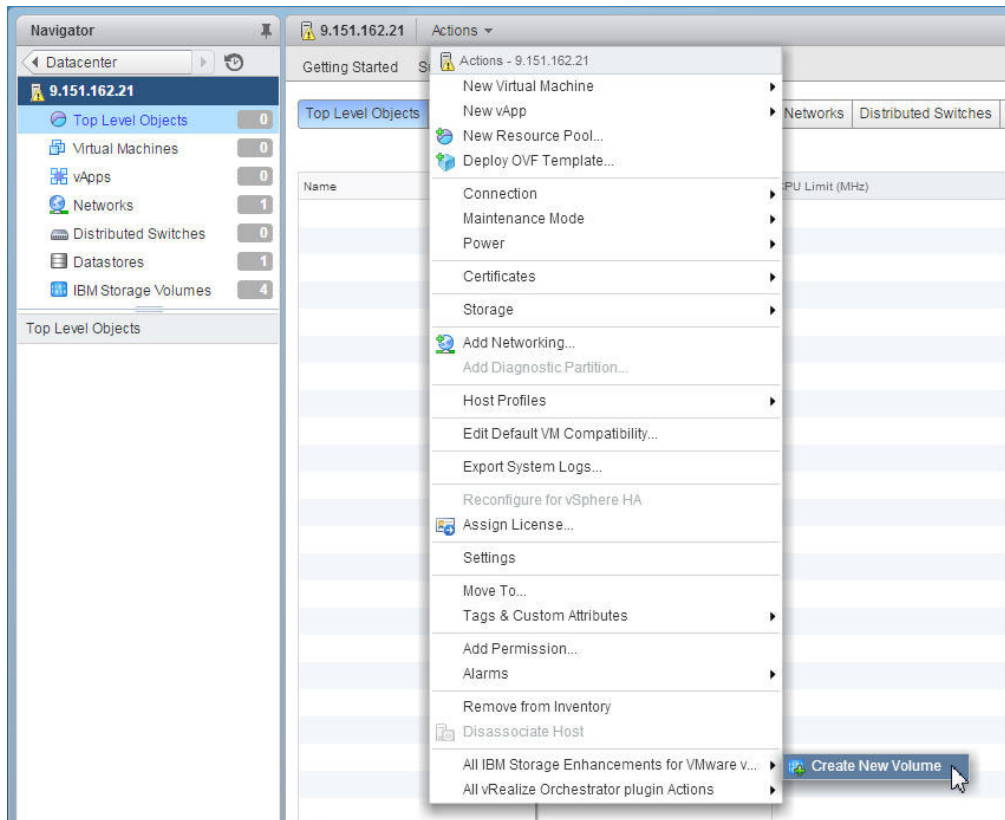 Navigator
Datacenter
9.151.162.21
Top Level Objects 0
Virtual Machines 0
vApps 0
Networks 1
Distributed Switches 0
Datastores 1
IBM Storage Volumes 4
Top Level Objects
9.151.162.21 Actions
Getting Started
Top Level Objects Networks Distributed Switches
Name PU Limit (MHz)
Actions - 9.151.162.21
New Virtual Machine
New vApp
New Resource Pool...
Deploy OVF Template...
Connection
Maintenance Mode
Power
Certificates
Storage
Add Networking...
Add Diagnostic Partition...
Host Profiles
Edit Default VM Compatibility...
Export System Logs...
Reconfigure for vSphere HA
Assign License...
Settings
Move To...
Tags & Custom Attributes
Add Permission...
Alarms
Remove from Inventory
Disassociate Host
All IBM Storage Enhancements for VMware v...
Create New Volume
All vRealize Orchestrator plugin Actions